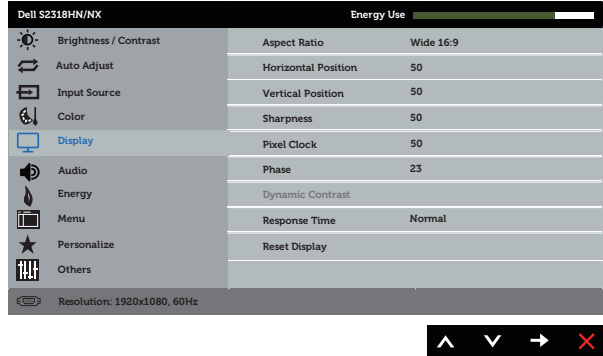 Dell S2318HN/NX Energy Use
Brightness / Contrast
Auto Adjust
Input Source
Color
Display
Audio
Energy
Menu
Personalize
Others
Aspect Ratio Wide 16:9
Horizontal Position 50
Vertical Position 50
Sharpness 50
Pixel Clock 50
Phase 23
Dynamic Contrast
Response Time Normal
Reset Display
Resolution: 1920x1080, 60Hz